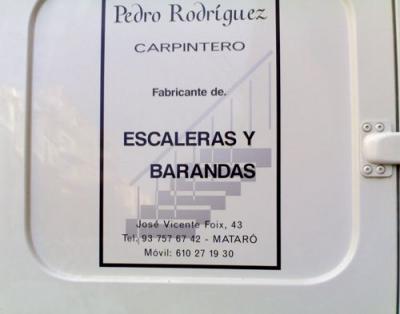 Pedro Rodríguez
CARPINTERO
Fabricante de.
ESCALERAS Y
BARANDAS
José Vicente Foix, 43
Tel. 93 757 67 42 - MATARÓ
Móvil: 610 27 19 30